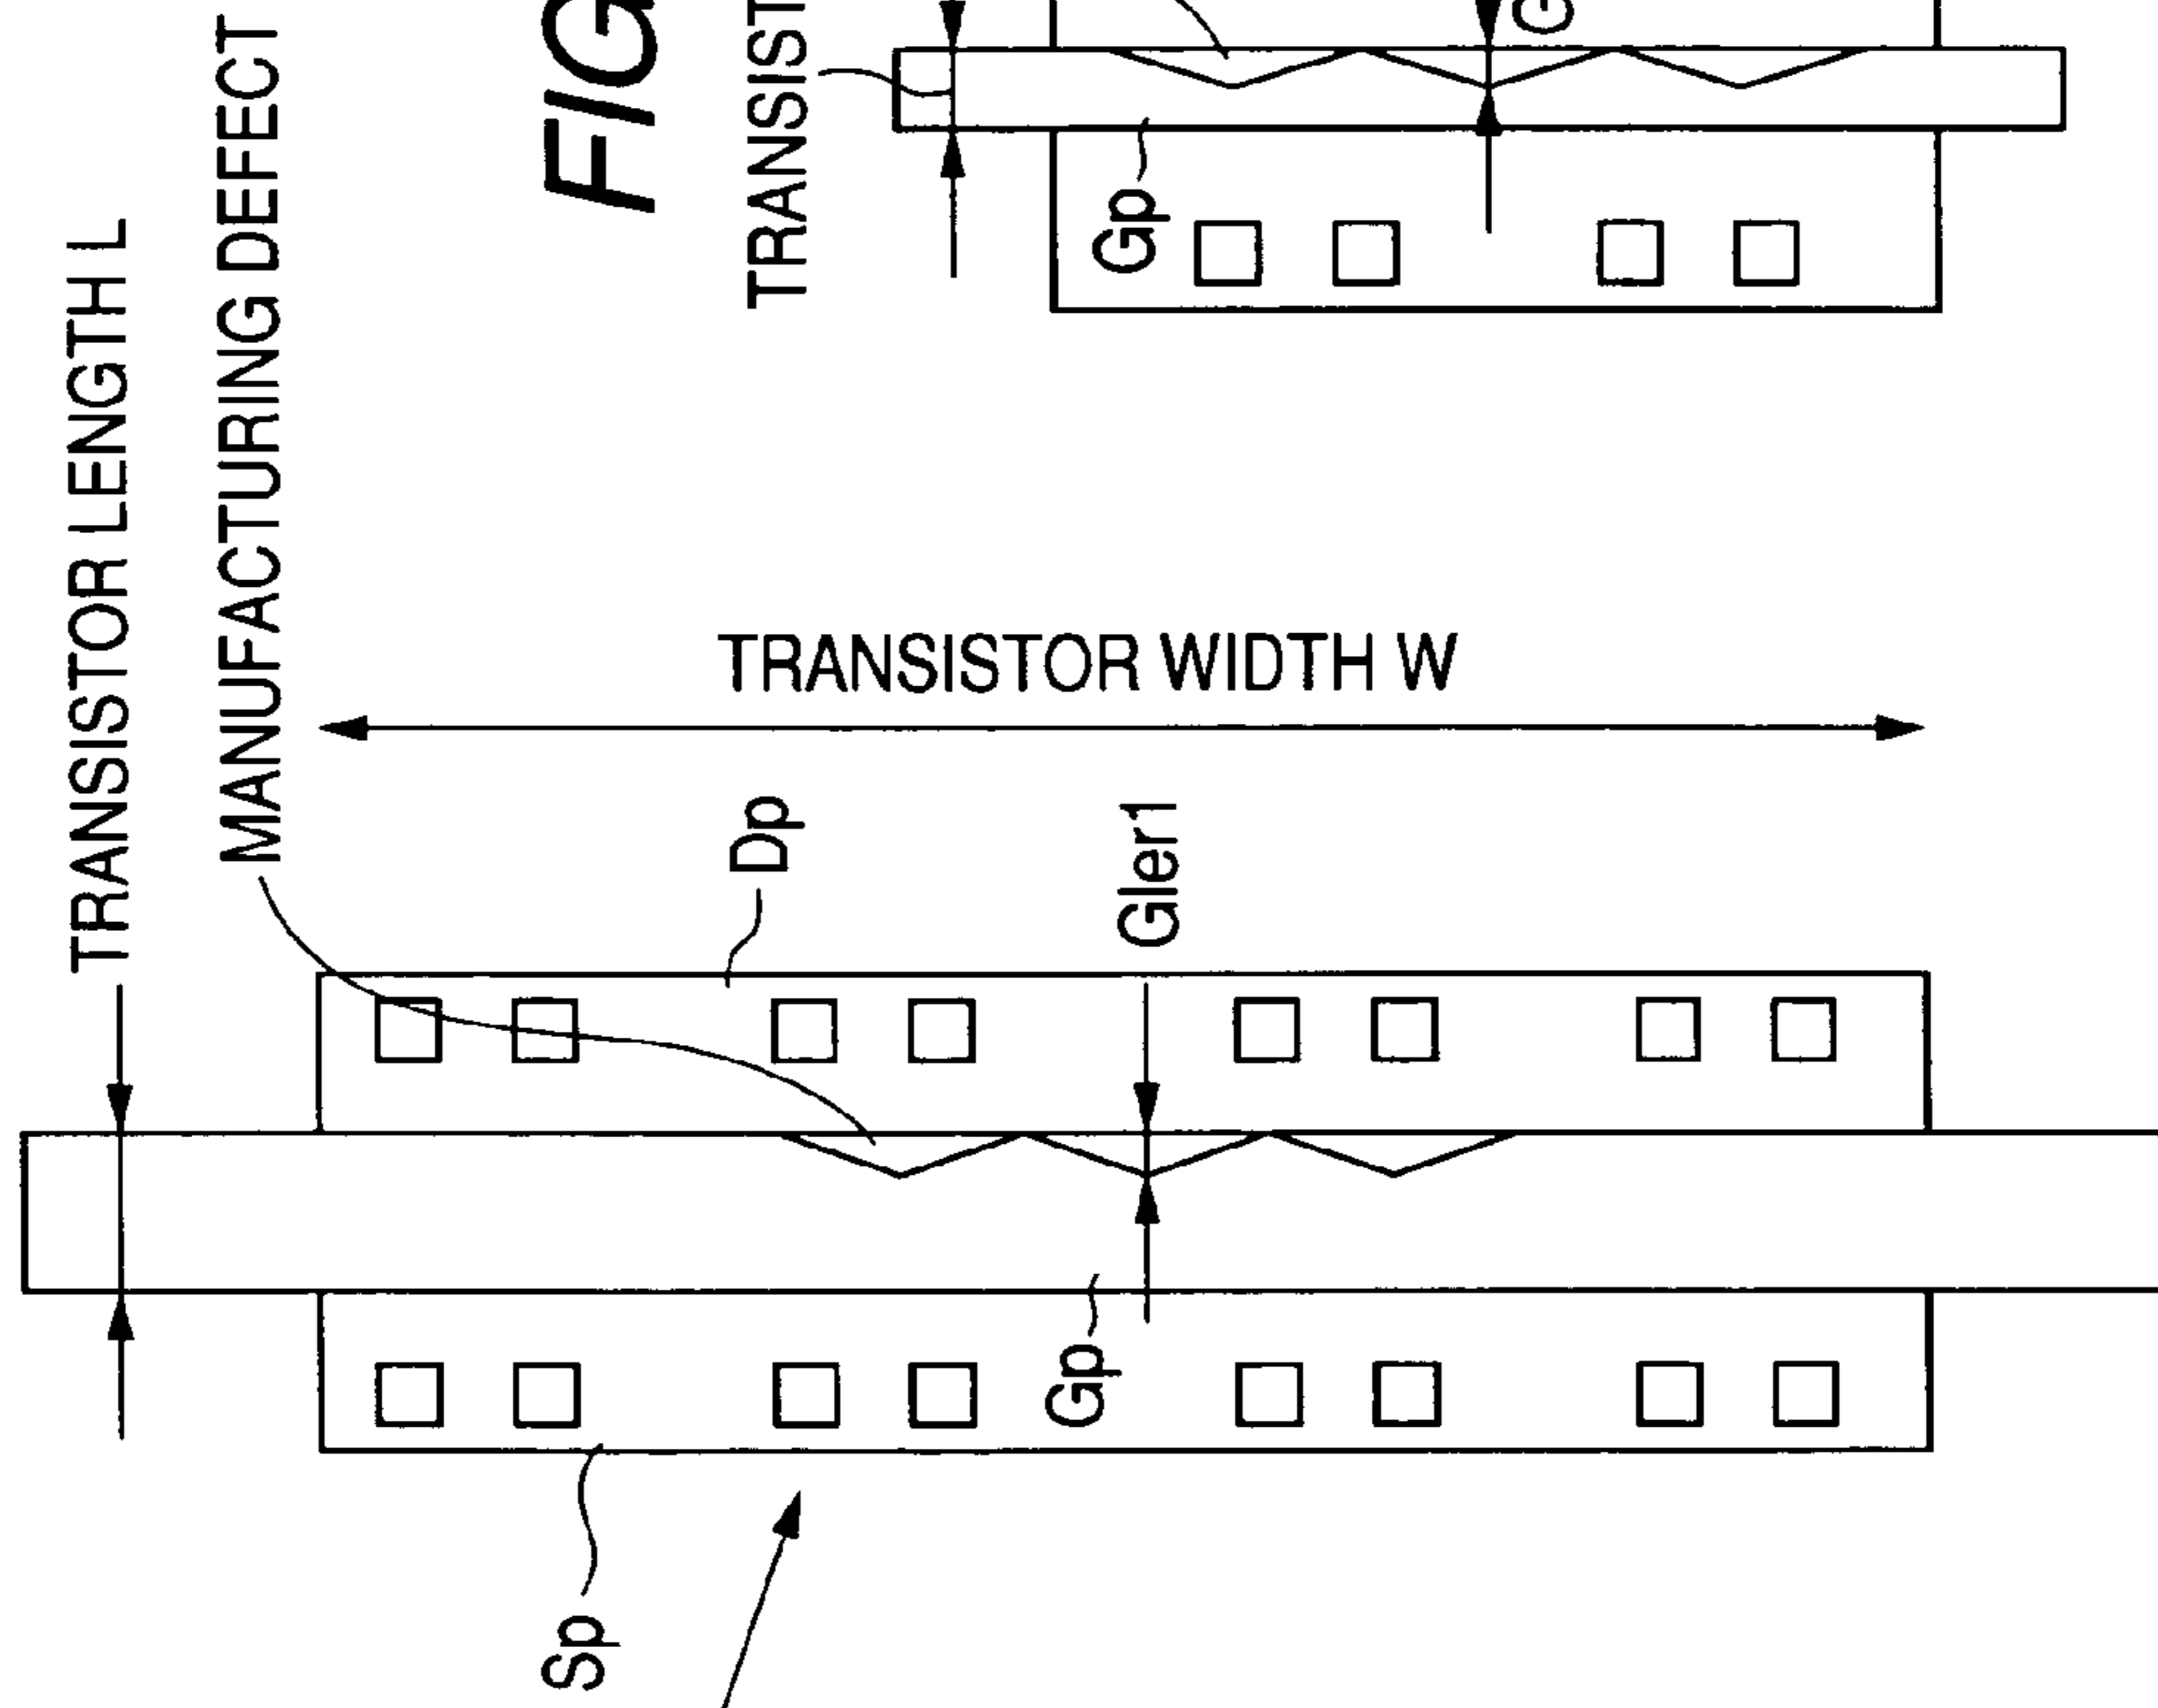 TRANSISTOR LENGTH L
MANUFACTURING DEFECT
FIG
TRANSIST
G
Gp
TRANSISTOR WIDTH W
Dp
Gler1
Gp
Sp